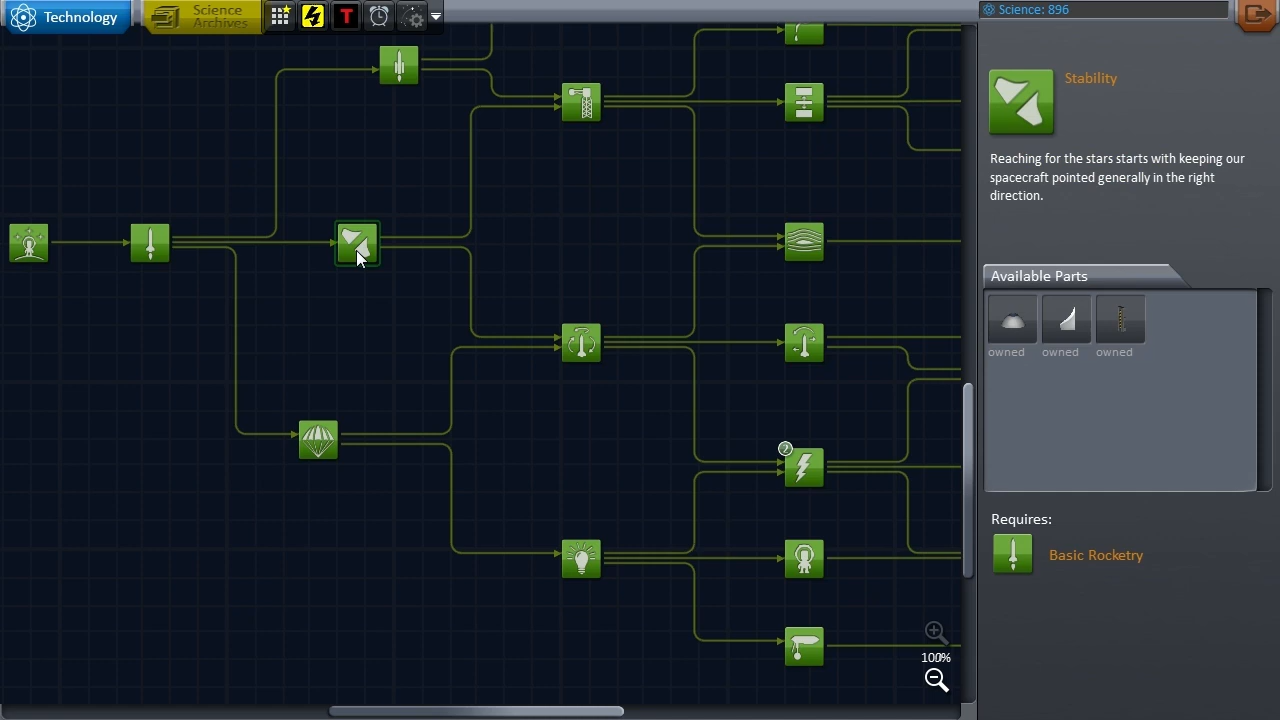 Technology
Science
Archives
T
Science: 896
Stability
Reaching for the stars starts with keeping our
spacecraft pointed generally in the right
direction.
Available Parts
owned owned owned
2
Requires:
Basic Rocketry
100%